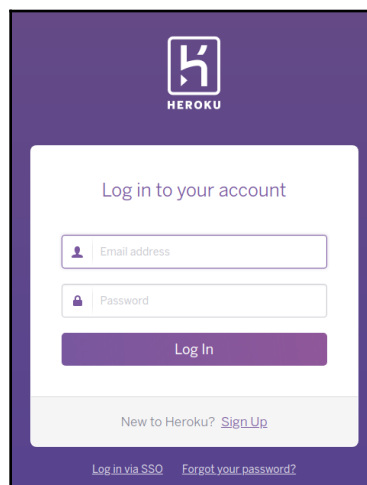 HEROKU
Log in to your account
Email address
Password
Log In
New to Heroku? Sign Up
Log in via SSO Forgot your password?